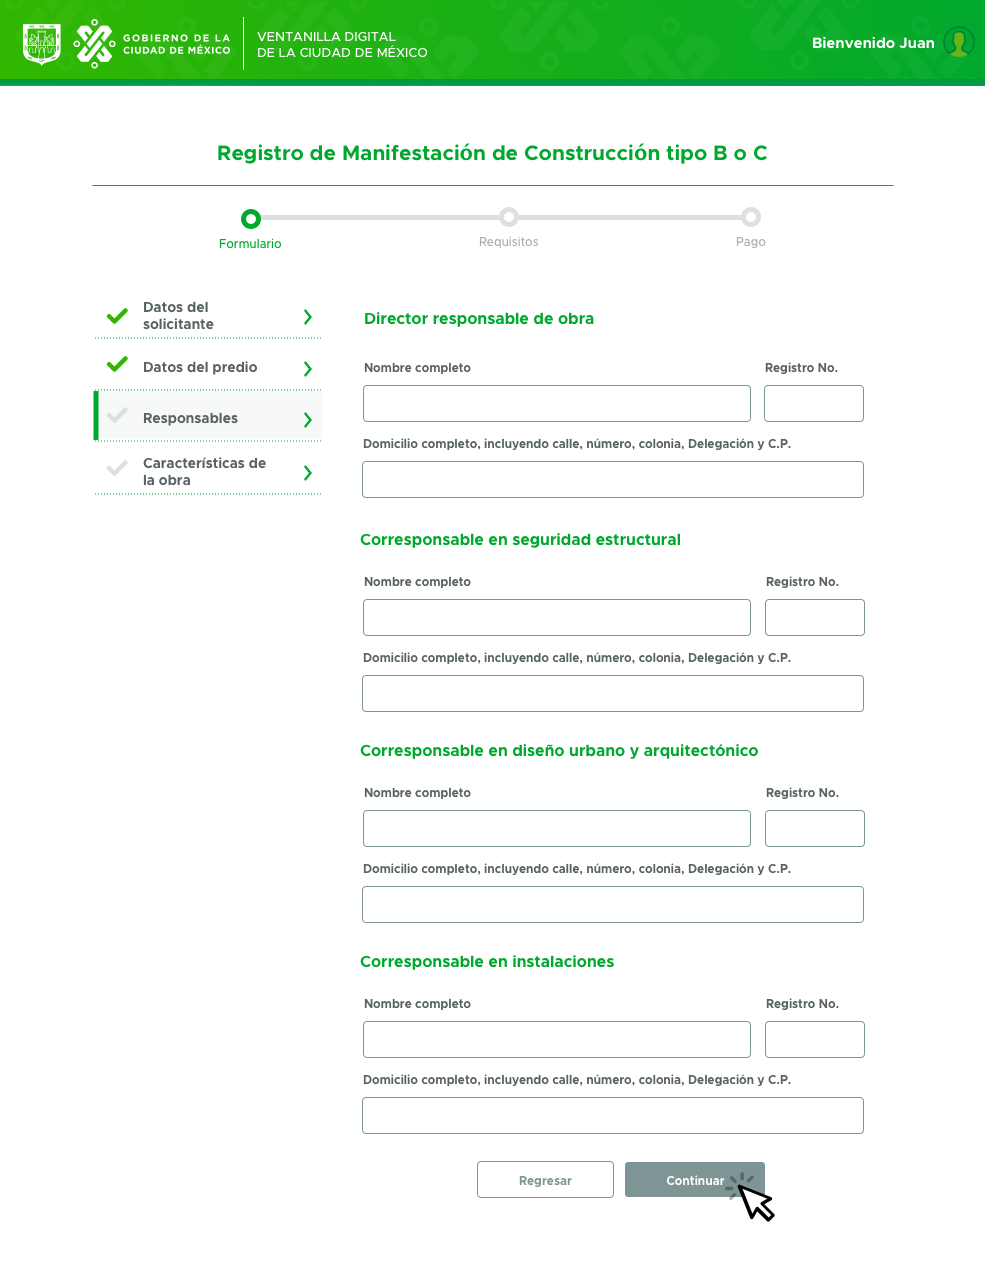 GOBIERNO DE LA
CIUDAD DE MÉXICO
VENTANILLA DIGITAL
DE LA CIUDAD DE MÉXICO
Bienvenido Juan
Registro de Manifestación de Construcción tipo B o C
Formulario
Requisitos
Pago
Datos del
solicitante
Datos del predio
Responsables
Características de
la obra
Director responsable de obra
Nombre completo
Registro No.
Domicilio completo, incluyendo calle, número, colonia, Delegación y C.P.
Corresponsable en seguridad estructural
Nombre completo
Registro No.
Domicilio completo, incluyendo calle, número, colonia, Delegación y C.P.
Corresponsable en diseño urbano y arquitectónico
Nombre completo
Registro No.
Domicilio completo, incluyendo calle, número, colonia, Delegación y C.P.
Corresponsable en instalaciones
Nombre completo
Registro No.
Domicilio completo, incluyendo calle, número, colonia, Delegación y C.P.
Regresar
Continuar